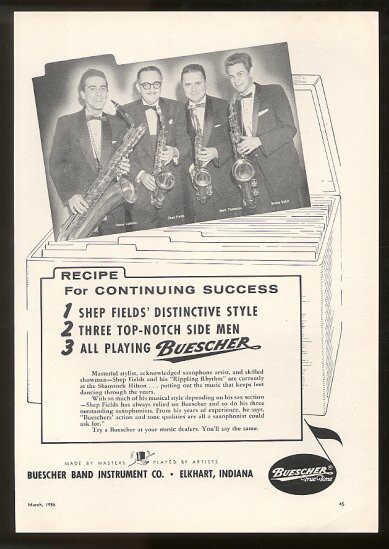 Shep Fields
RECIPE
For CONTINUING SUCCESS
1 SHEP FIELDS' DISTINCTIVE STYLE
2 THREE TOP-NOTCH SIDE MEN
3 ALL PLAYING BUESCHER
Masterful stylist, acknowledged saxophone artist, and skilled
showman—Shep Fields and his "Rippling Rhythm" are currently
at the Shamrock Hilton . . . putting out the music that keeps feet
dancing through the years.
With so much of his musical style depending on his sax section
—Shep Fields has always relied on Buescher and so do his three
outstanding saxophonists. From his years of experience, he says,
"Bueschers' action and tone qualities are all a saxophonist could
ask for."
Try a Buescher at your music dealers. You'll say the same.
MADE BY MASTERS PLAYED BY ARTISTS
BUESCHER BAND INSTRUMENT CO. • ELKHART, INDIANA
BUESCHER ®
True-Tone
March, 1956
45